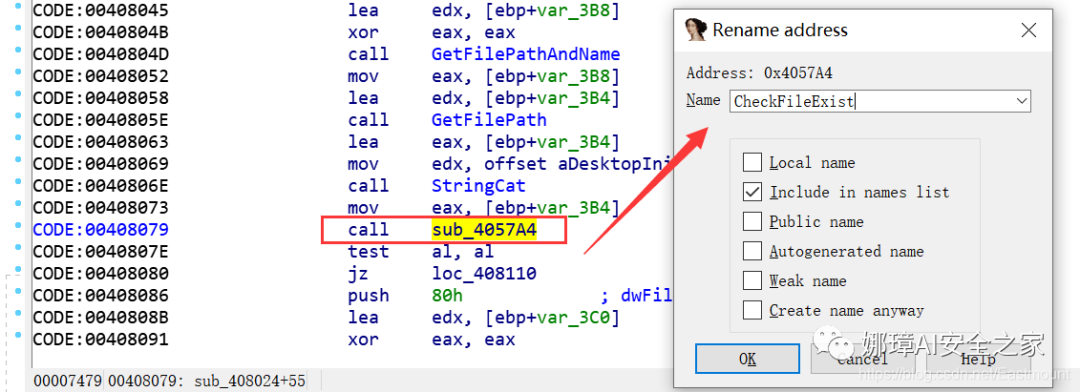 CODE:00408045 lea edx, [ebp+var_3B8]
CODE:0040804B xor eax, eax
CODE:0040804D call GetFilePathAndName
CODE:00408052 mov eax, [ebp+var_3B8]
CODE:00408058 lea edx, [ebp+var_3B4]
CODE:0040805E call GetFilePath
CODE:00408063 lea eax, [ebp+var_3B4]
CODE:00408069 mov edx, offset aDesktopIni
CODE:0040806E call StringCat
CODE:00408073 mov eax, [ebp+var_3B4]
CODE:00408079 call sub_4057A4
CODE:0040807E test al, al
CODE:00408080 jz loc_408110
CODE:00408086 push 80h ; dwFil
CODE:0040808B lea edx, [ebp+var_3C0]
CODE:00408091 xor eax, eax
00007479 00408079: sub_408024+55
Rename address
Address: 0x4057A4
Name CheckFileExist
Local name
Include in names list
Public name
Autogenerated name
Weak name
Create name anyway
OK Cancel Help
娜璋AI安全之家
https://blog.csdn.net/Eastmount